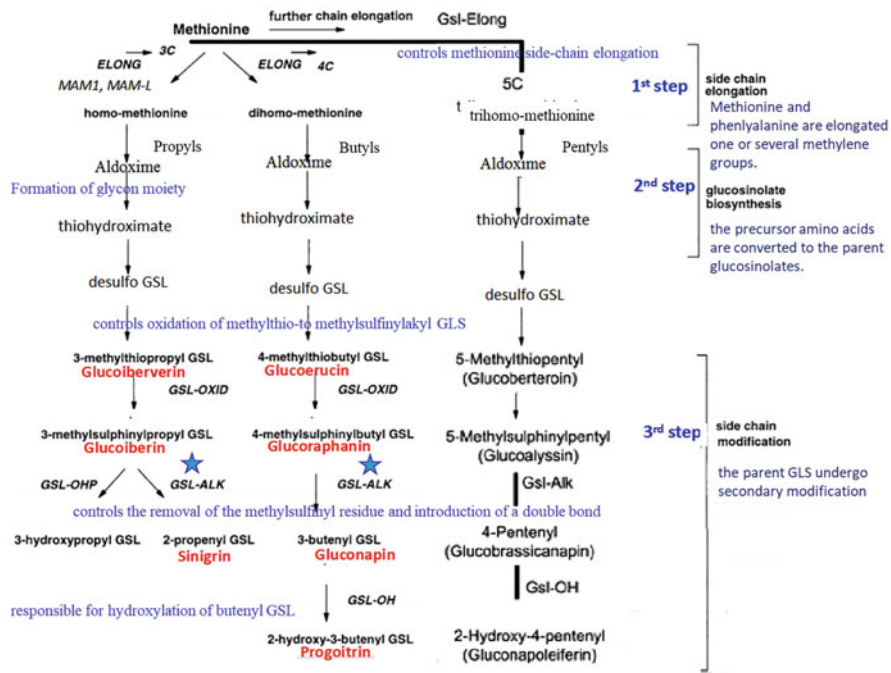 Methionine
further chain elongation
Gsl-Elong
ELONG 3C
ELONG 4C
controls methionine side-chain elongation
MAM1, MAM-L
5C
1st step
side chain
elongation
Methionine and
phenlyalanine are elongated
one or several methylene
groups.
homo-methionine
dihomo-methionine
trihomo-methionine
Propyls
Butyls
Pentyls
Aldoxime
Aldoxime
Aldoxime
Formation of glycon moiety
2nd step
glucosinolate
biosynthesis
the precursor amino acids
are converted to the parent
glucosinolates.
thiohydroximate
thiohydroximate
thiohydroximate
desulfo GSL
desulfo GSL
desulfo GSL
controls oxidation of methylthio-to methylsulfinylakyl GLS
3-methylthiopropyl GSL
Glucoiberverin
4-methylthiobutyl GSL
Glucoerucin
5-Methylthiopentyl
(Glucoberteroin)
GSL-OXID
GSL-OXID
3-methylsulphinylpropyl GSL
Glucoiberin
4-methylsulphinylbutyl GSL
Glucoraphanin
5-Methylsulphinylpentyl
(Glucoalyssin)
3rd step
side chain
modification
the parent GLS undergo
secondary modification
GSL-OHP
GSL-ALK
GSL-ALK
Gsl-Alk
controls the removal of the methylsulfinyl residue and introduction of a double bond
3-hydroxypropyl GSL
2-propenyl GSL
Sinigrin
3-butenyl GSL
Gluconapin
4-Pentenyl
(Glucobrassicanapin)
GSL-OH
Gsl-OH
responsible for hydroxylation of butenyl GSL
2-hydroxy-3-butenyl GSL
Progoitrin
2-Hydroxy-4-pentenyl
(Gluconapoleiferin)